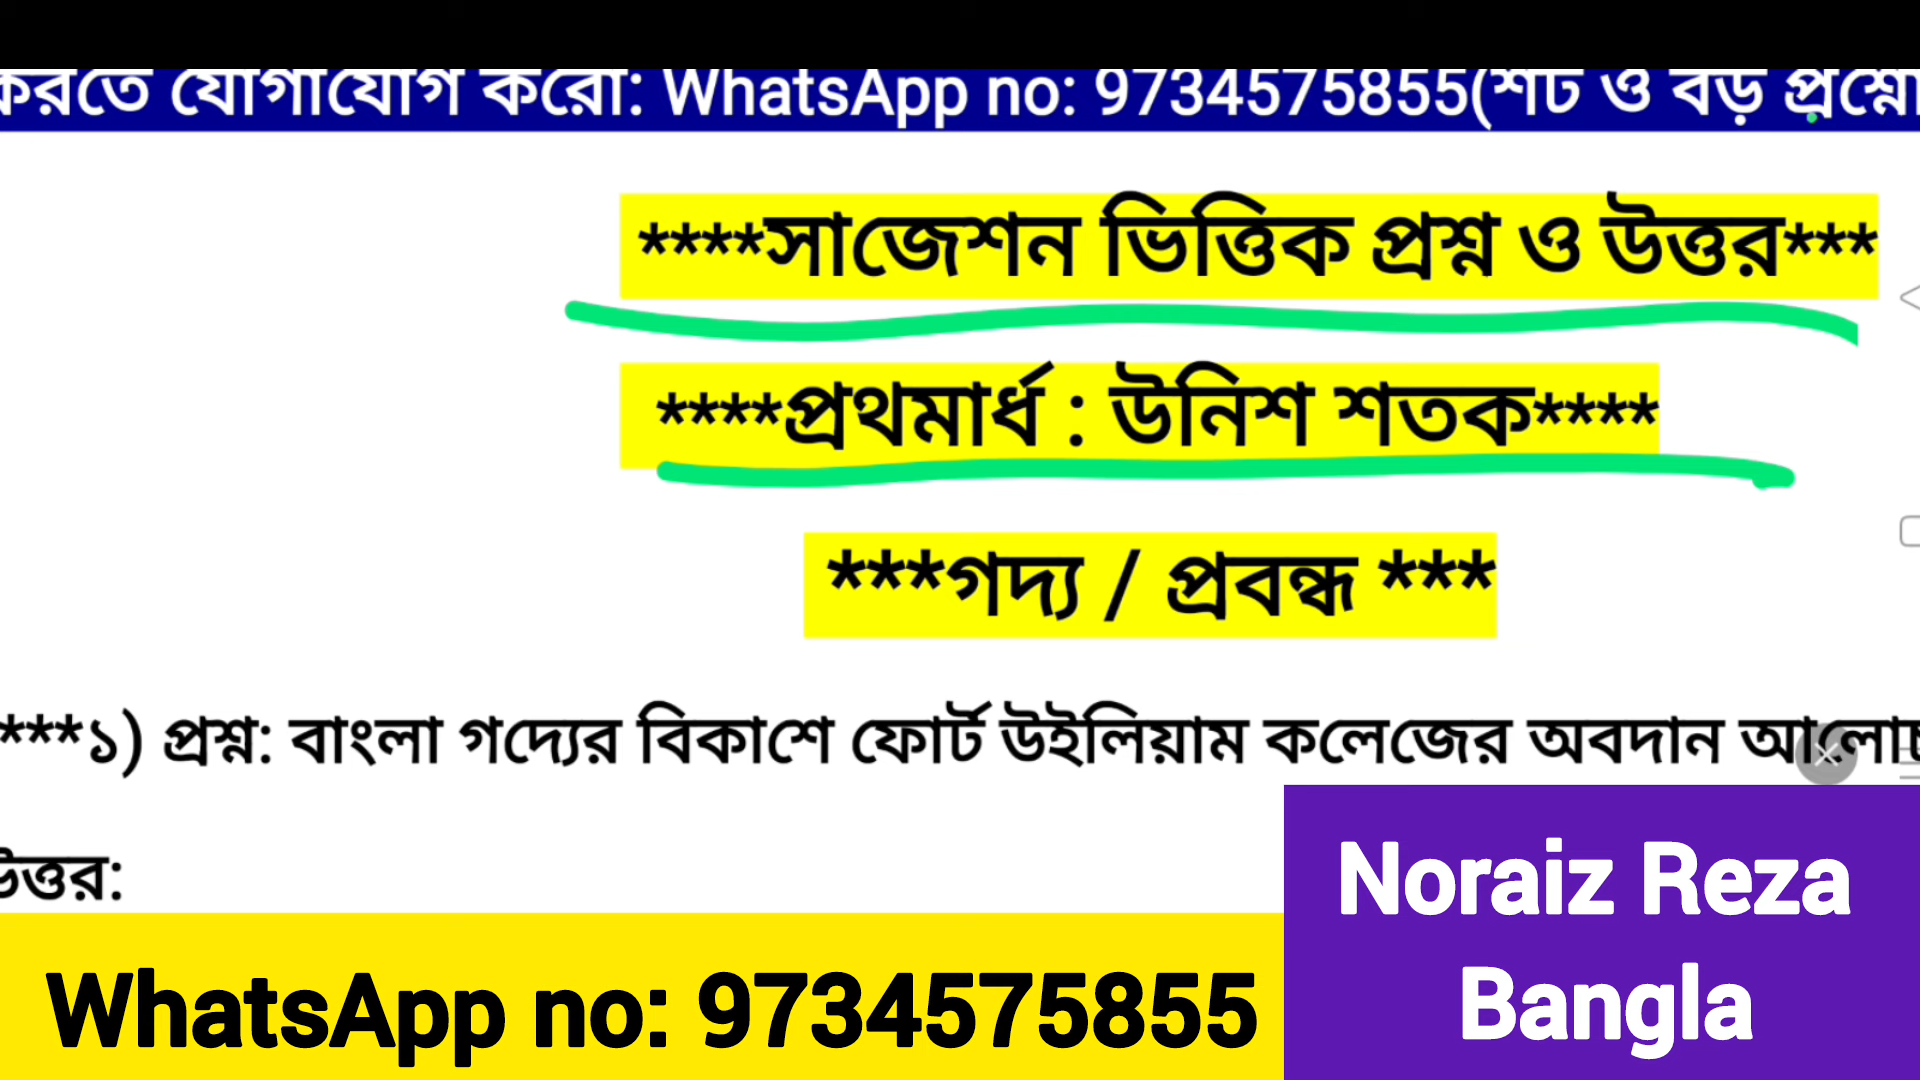 করতে যোগাযোগ করো: WhatsApp no: 9734575855(শর্ট ও বড় প্রশ্নো
****সাজেশন ভিত্তিক প্রশ্ন ও উত্তর***
****প্রথমার্ধ : উনিশ শতক****
***গদ্য / প্রবন্ধ ***
***১) প্রশ্ন: বাংলা গদ্যের বিকাশে ফোর্ট উইলিয়াম কলেজের অবদান
উত্তর:
WhatsApp no: 9734575855
Noraiz Reza
Bangla